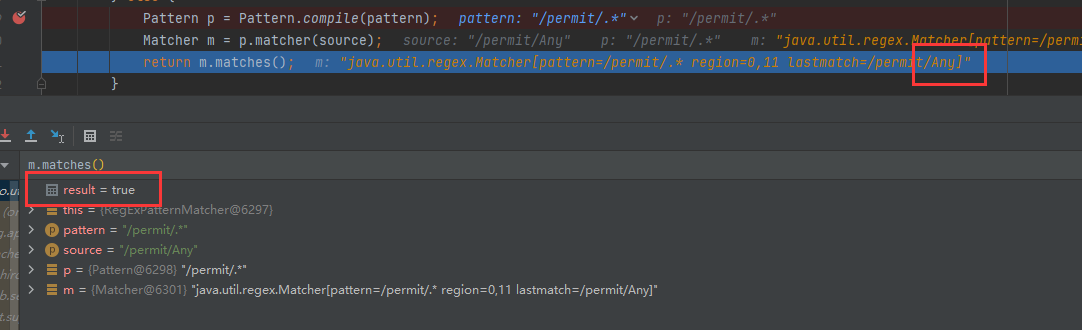 Pattern p = Pattern.compile(pattern); pattern: "/permit/.*" p: "/permit/.*"
Matcher m = p.matcher(source); source: "/permit/Any" p: "/permit/.*" m: "java.util.regex.Matcher[pattern=/perm
return m.matches(); m: "java.util.regex.Matcher[pattern=/permit/.* region=0,11 lastmatch=/permit/Any]"
}
m.matches()
result = true
this = {RegExPatternMatcher@6297}
pattern = "/permit/.*"
source = "/permit/Any"
p = {Pattern@6298} "/permit/.*"
m = {Matcher@6301} "java.util.regex.Matcher[pattern=/permit/.* region=0,11 lastmatch=/permit/Any]"